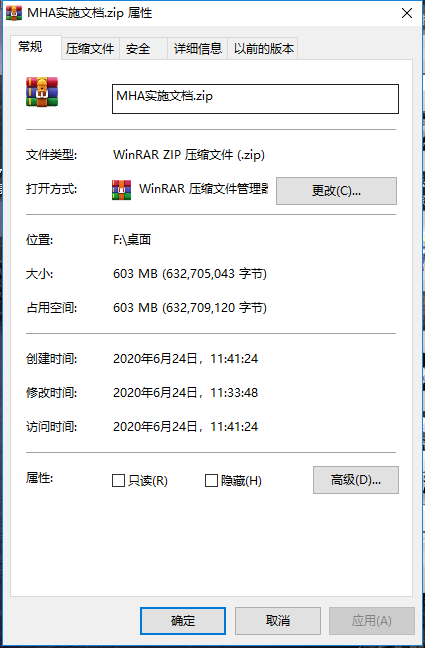 MHA实施文档.zip 属性
常规 压缩文件 安全 详细信息 以前的版本
MHA实施文档.zip
文件类型: WinRAR ZIP 压缩文件 (.zip)
打开方式: WinRAR 压缩文件管理器 更改(C)...
位置: F:\桌面
大小: 603 MB (632,705,043 字节)
占用空间: 603 MB (632,709,120 字节)
创建时间: 2020年6月24日，11:41:24
修改时间: 2020年6月24日，11:33:48
访问时间: 2020年6月24日，11:41:24
属性: 只读(R) 隐藏(H) 高级(D)...
确定 取消 应用(A)